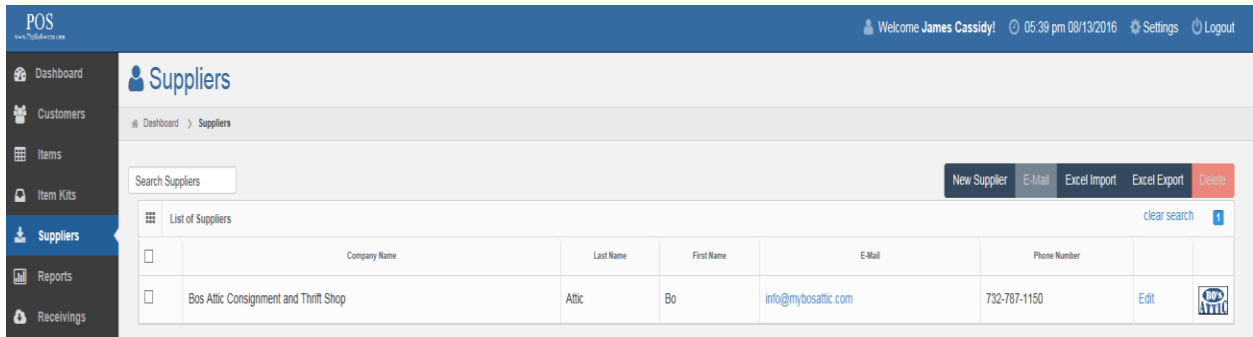 POS
Welcome James Cassidy! 05:39 pm 08/13/2016 Settings Logout
Dashboard
Customers
Items
Item Kits
Suppliers
Reports
Receivings
Suppliers
Dashboard > Suppliers
Search Suppliers
New Supplier E-Mail Excel Import Excel Export Delete
List of Suppliers clear search 1
Company Name Last Name First Name E-Mail Phone Number
Bos Attic Consignment and Thrift Shop Attic Bo info@mybosattic.com 732-787-1150 Edit
BO'S
ATTIC